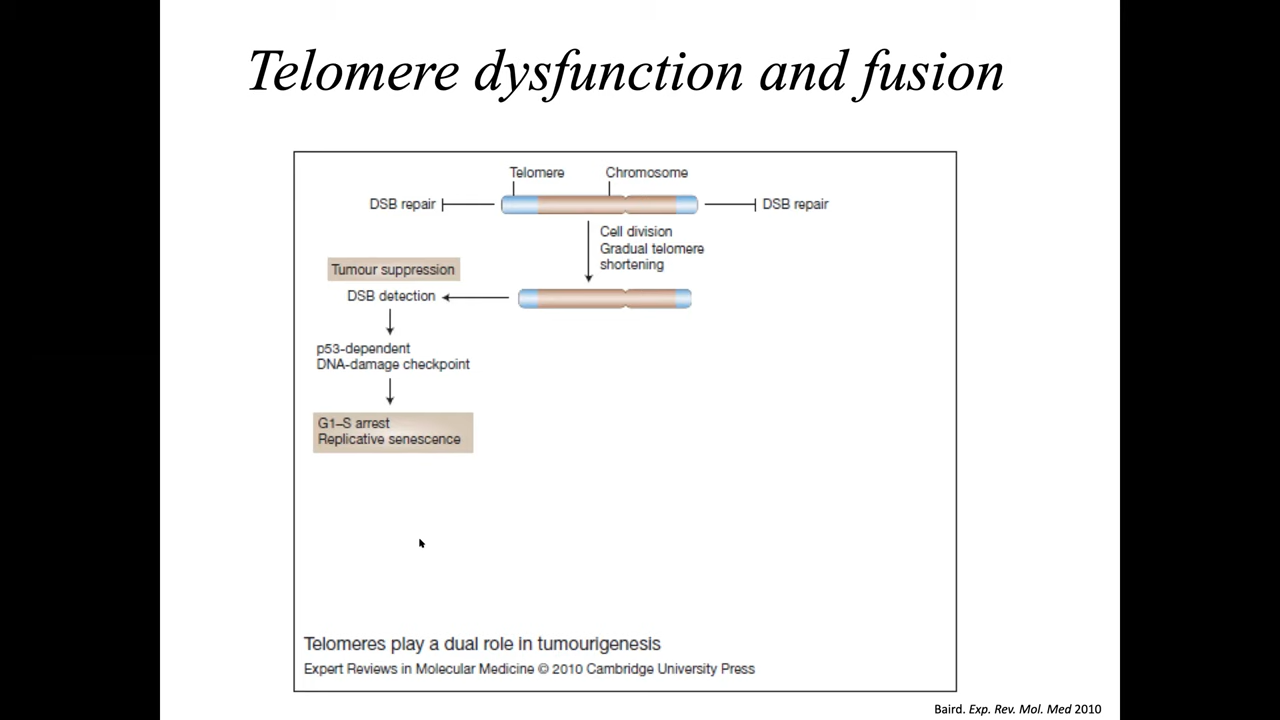 Telomere dysfunction and fusion
Telomere
Chromosome
DSB repair
DSB repair
Cell division
Gradual telomere
shortening
Tumour suppression
DSB detection
p53-dependent
DNA-damage checkpoint
G1–S arrest
Replicative senescence
Telomeres play a dual role in tumourigenesis
Expert Reviews in Molecular Medicine © 2010 Cambridge University Press
Baird. Exp. Rev. Mol. Med 2010